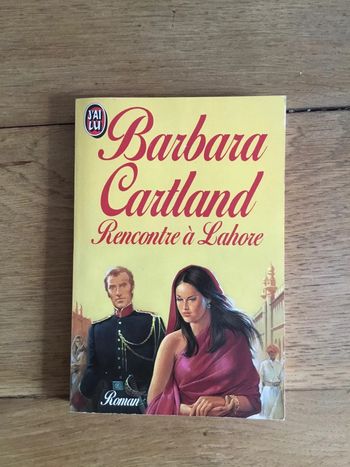 J'AI
LU
Barbara
Cartland
Rencontre à Lahore
Roman